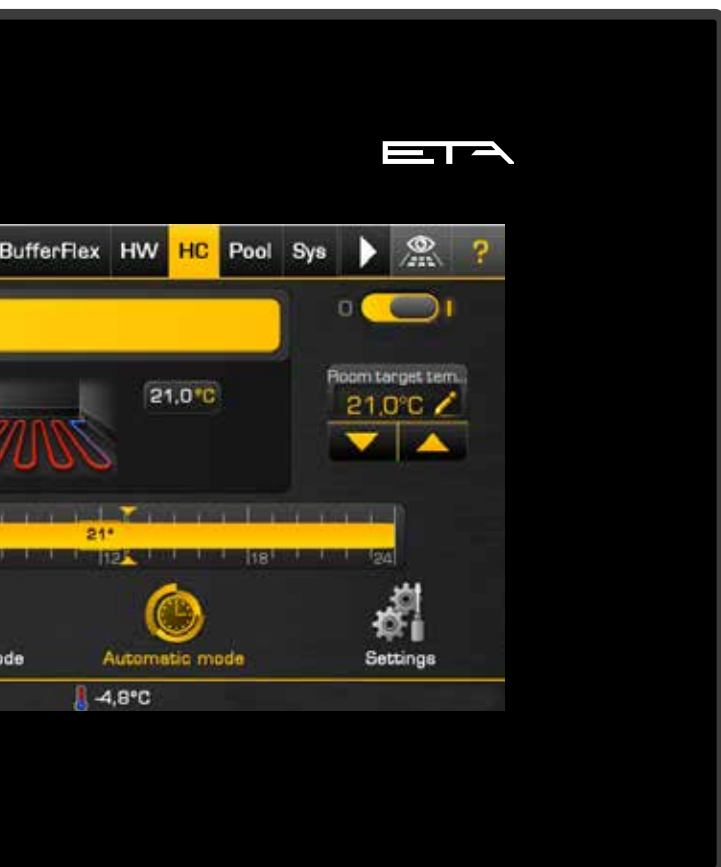 ETA
BufferFlex HW HC Pool Sys ?
0 I
Room target tem...
21,0°C
21,0°C
21°
12 18 24
ode Automatic mode Settings
-4,8°C